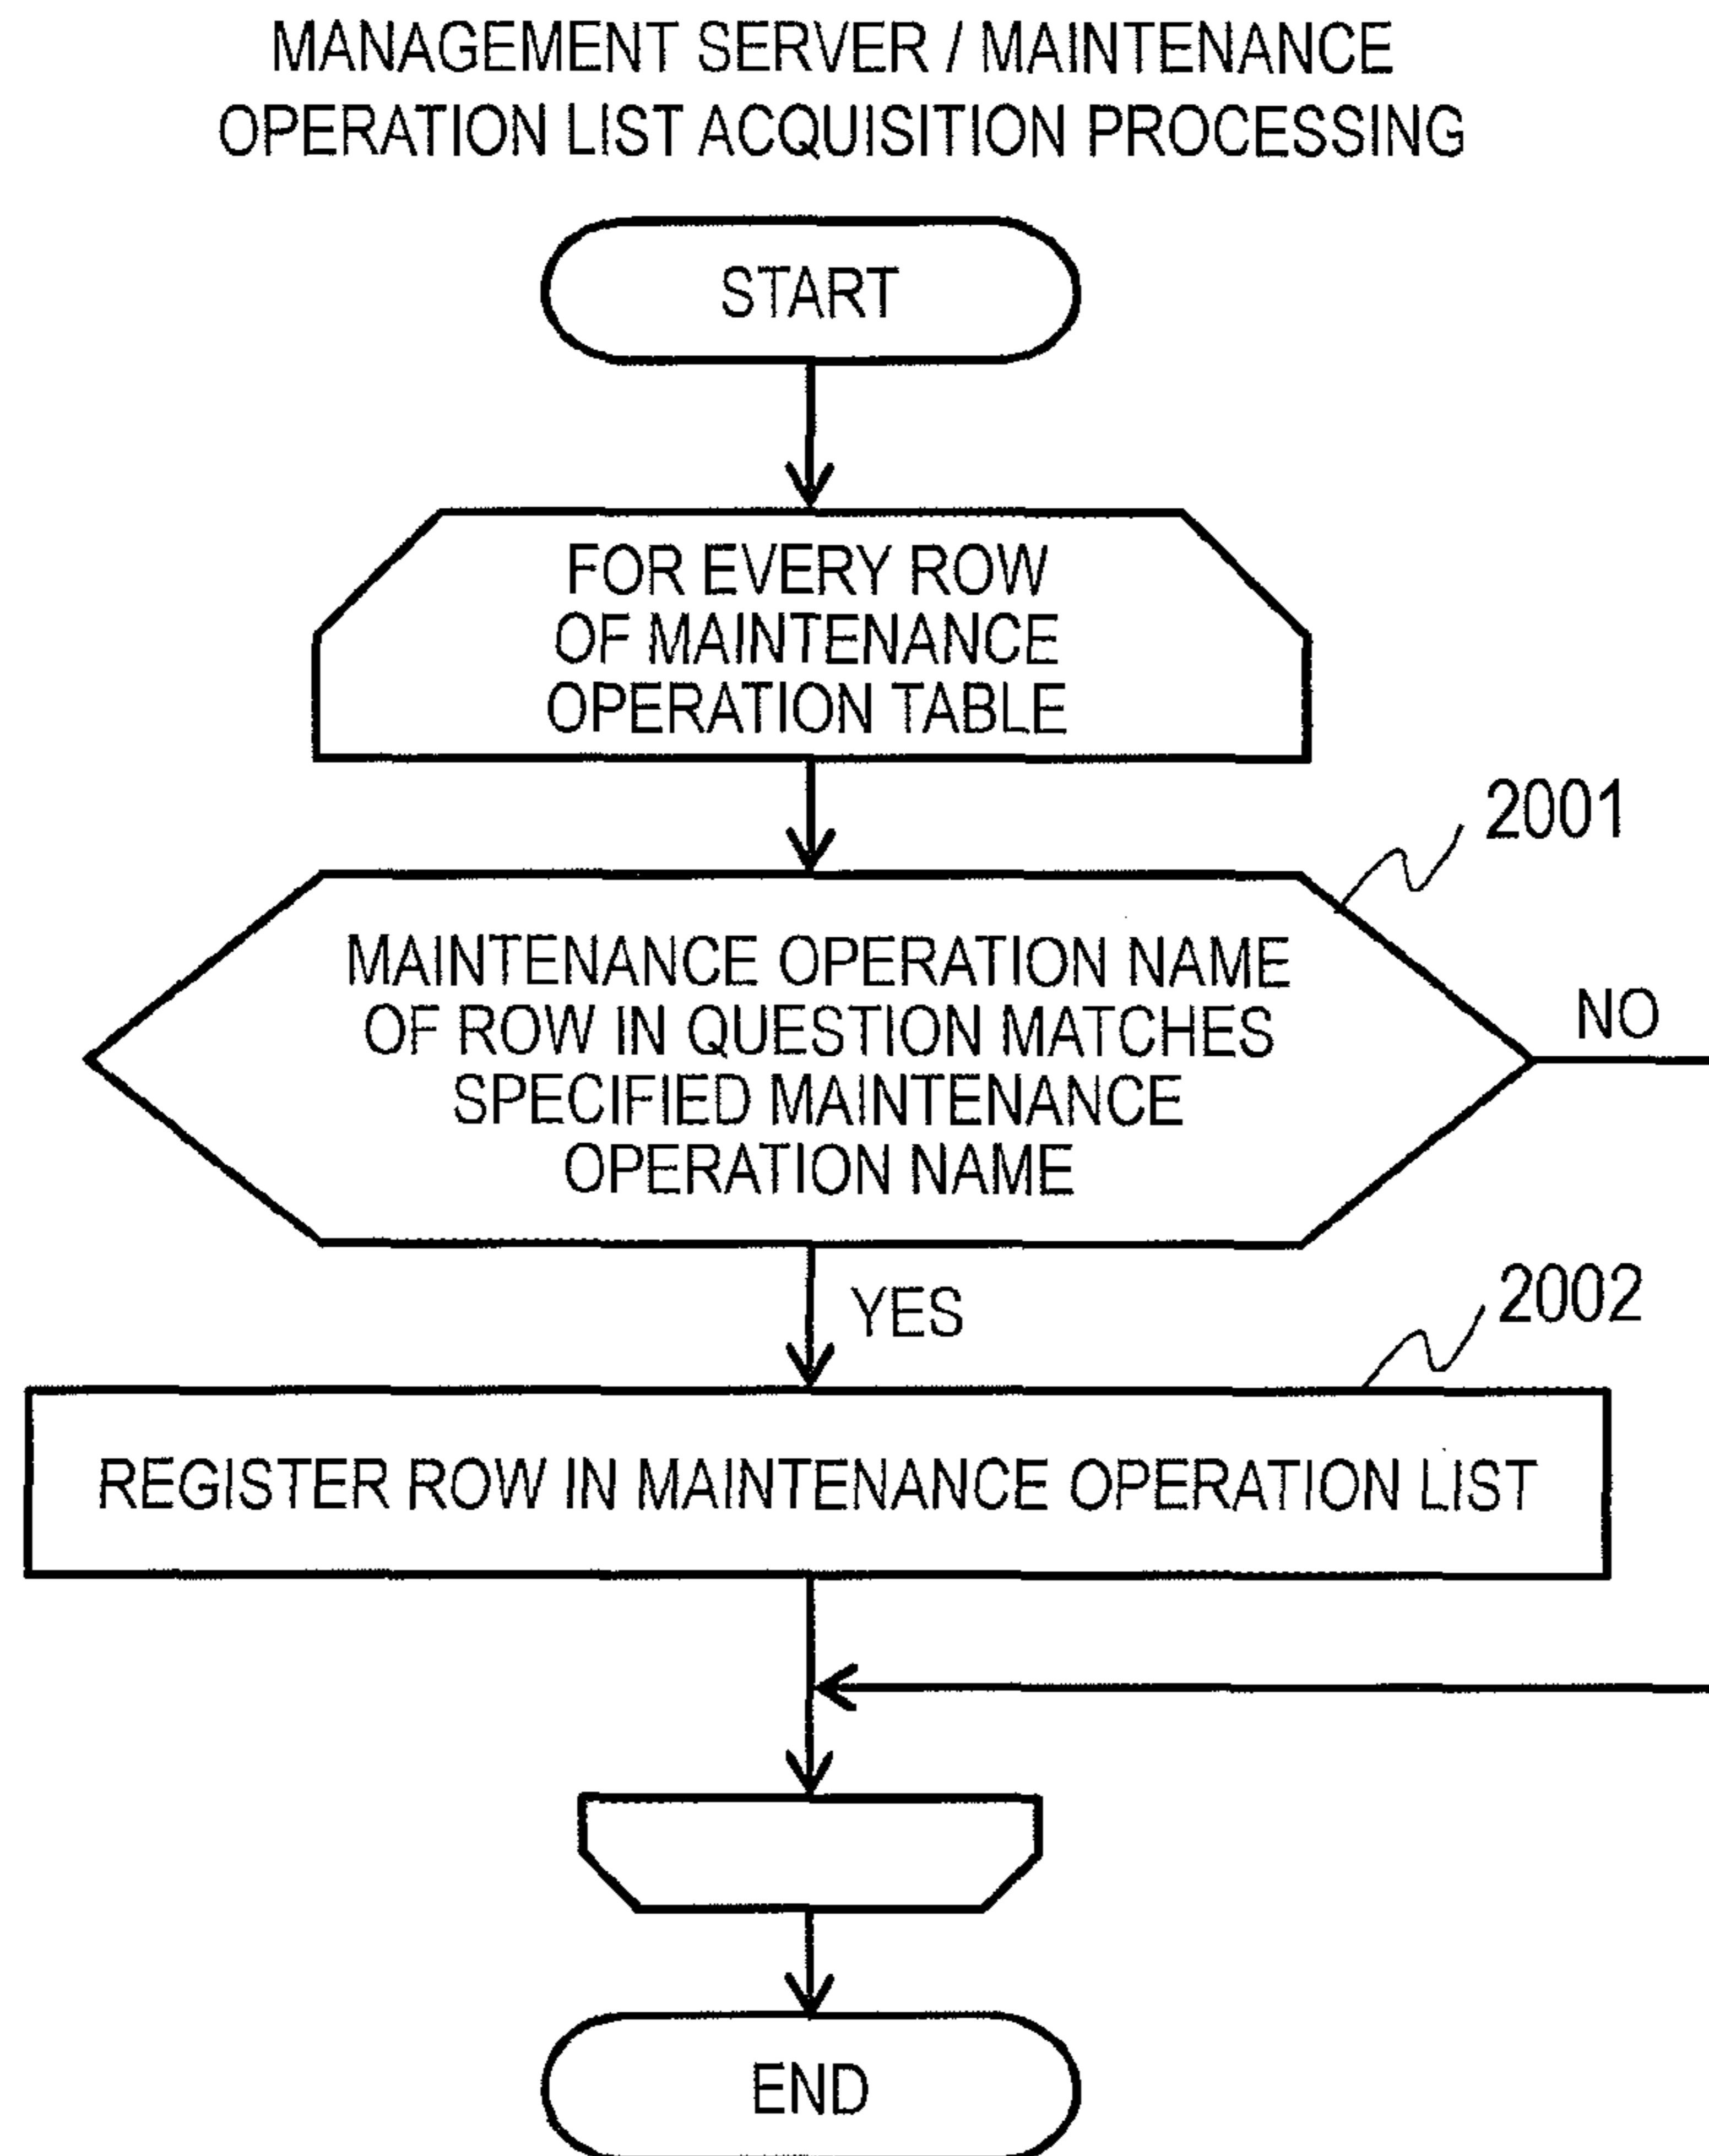 MANAGEMENT SERVER / MAINTENANCE
OPERATION LIST ACQUISITION PROCESSING
START
FOR EVERY ROW
OF MAINTENANCE
OPERATION TABLE
2001
MAINTENANCE OPERATION NAME
OF ROW IN QUESTION MATCHES
SPECIFIED MAINTENANCE
OPERATION NAME
NO
YES
2002
REGISTER ROW IN MAINTENANCE OPERATION LIST
END